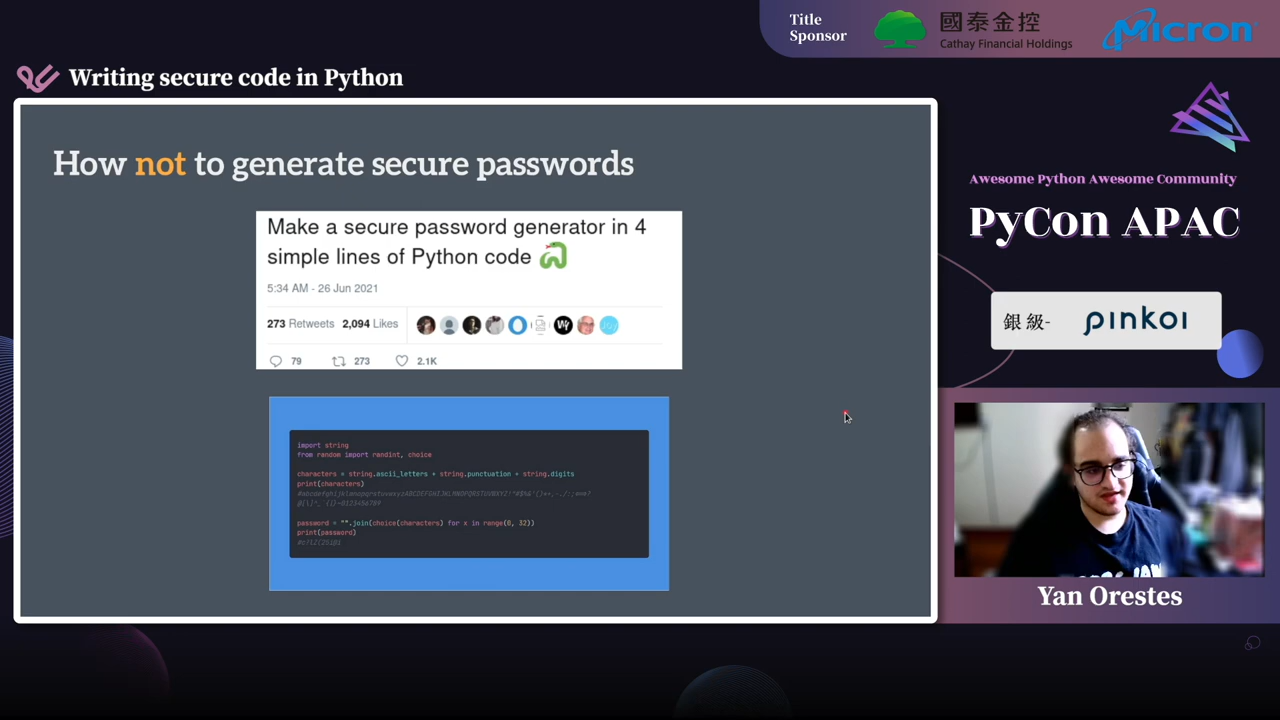 Title
Sponsor
國泰金控
Cathay Financial Holdings
Micron
Writing secure code in Python
How not to generate secure passwords
Make a secure password generator in 4
simple lines of Python code
5:34 AM - 26 Jun 2021
273 Retweets 2,094 Likes
79 273 2.1K
import string
from random import randint, choice
characters = string.ascii_letters + string.punctuation + string.digits
print(characters)
password = "".join(choice(characters) for x in range(0, 32))
print(password)
Awesome Python Awesome Community
PyCon APAC
銀級- pinkoi
Yan Orestes